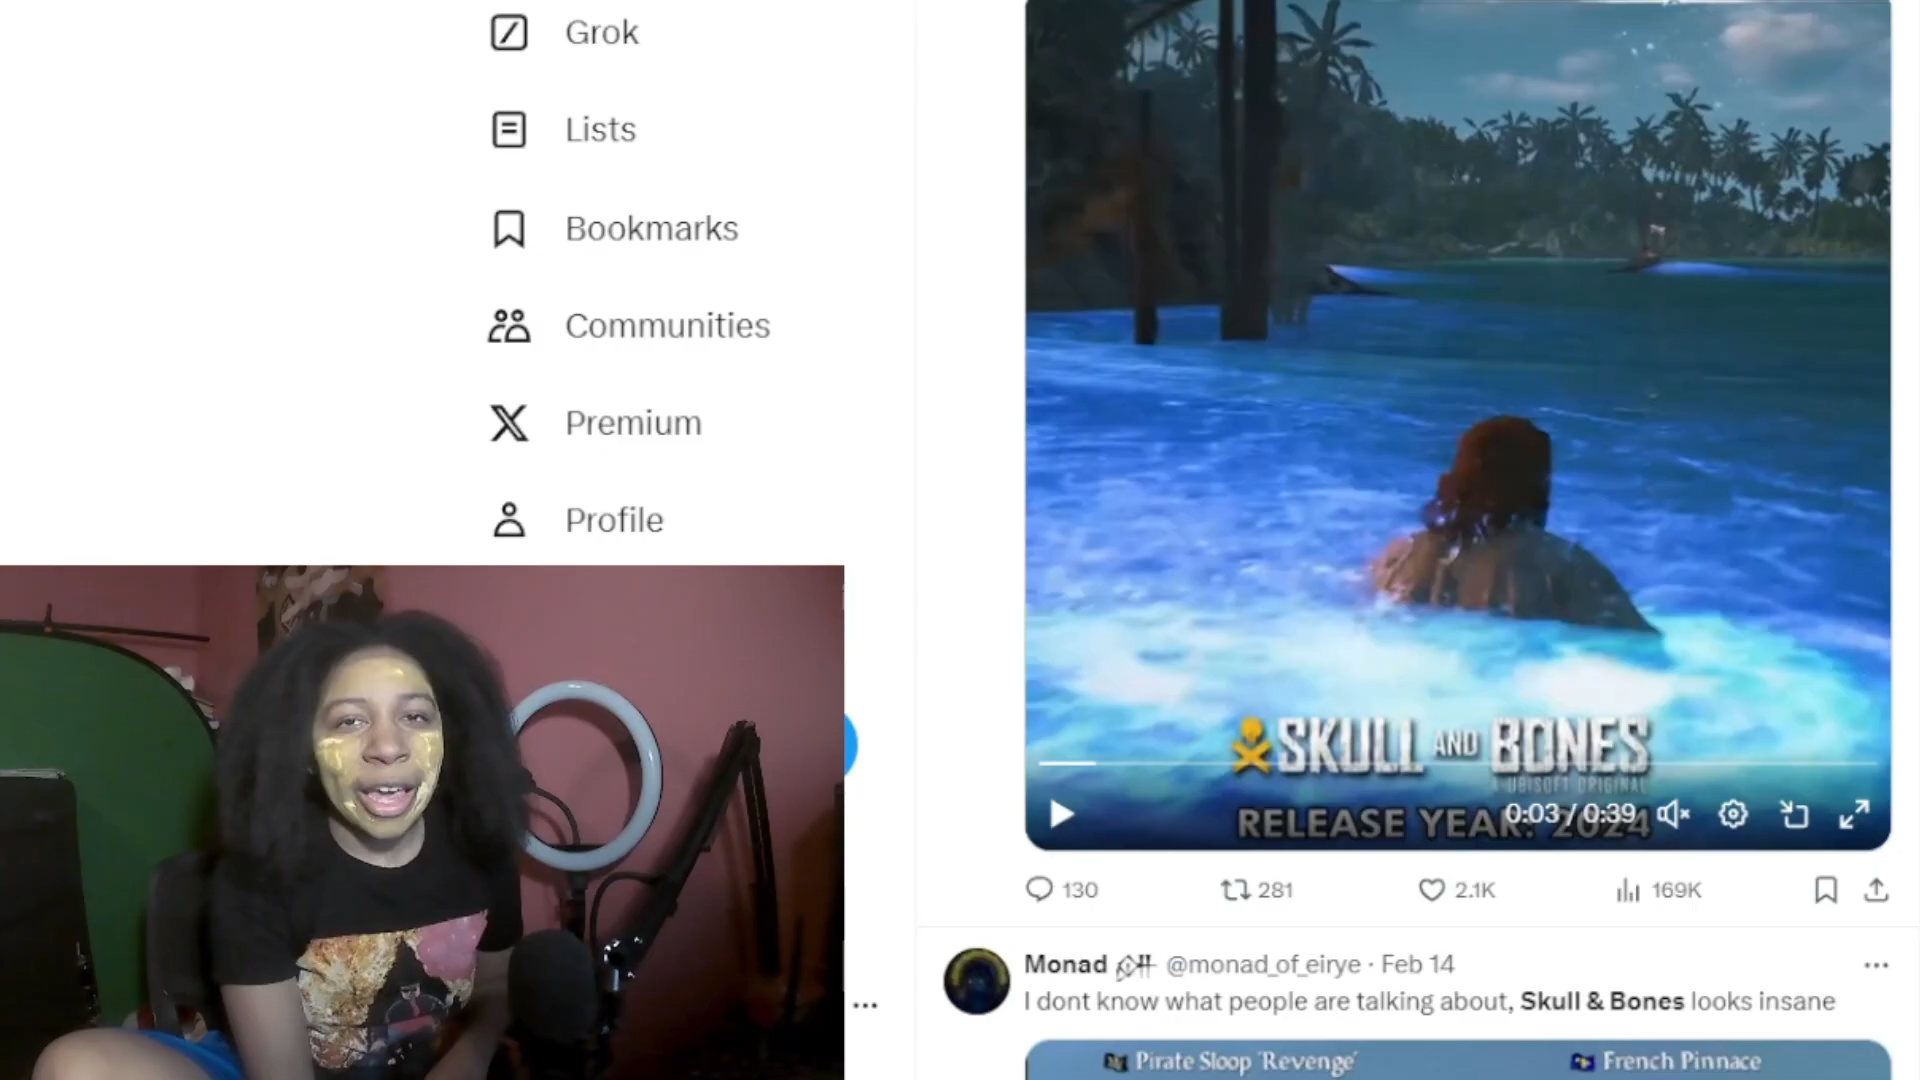 Grok
Lists
Bookmarks
Communities
Premium
Profile
SKULL AND BONES
A UBISOFT ORIGINAL
RELEASE YEAR: 2024
0:03 / 0:39
130
281
2.1K
169K
Monad
@monad_of_eirye · Feb 14
I dont know what people are talking about, Skull & Bones looks insane
Pirate Sloop 'Revenge'
French Pinnace